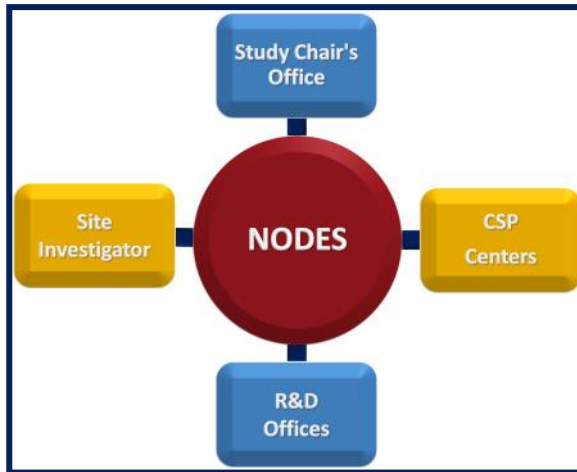 Study Chair's
Office
Site
Investigator
NODES
CSP
Centers
R&D
Offices